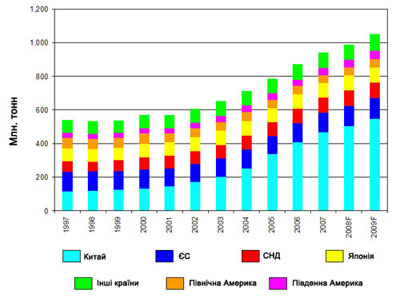 1,200
1,000
800
600
400
200
0
Млн. тонн
1997
1998
1999
2000
2001
2002
2003
2004
2005
2006
2007
2008F
2009F
Китай
ЄС
СНД
Японія
Інші країни
Північна Америка
Південна Америка